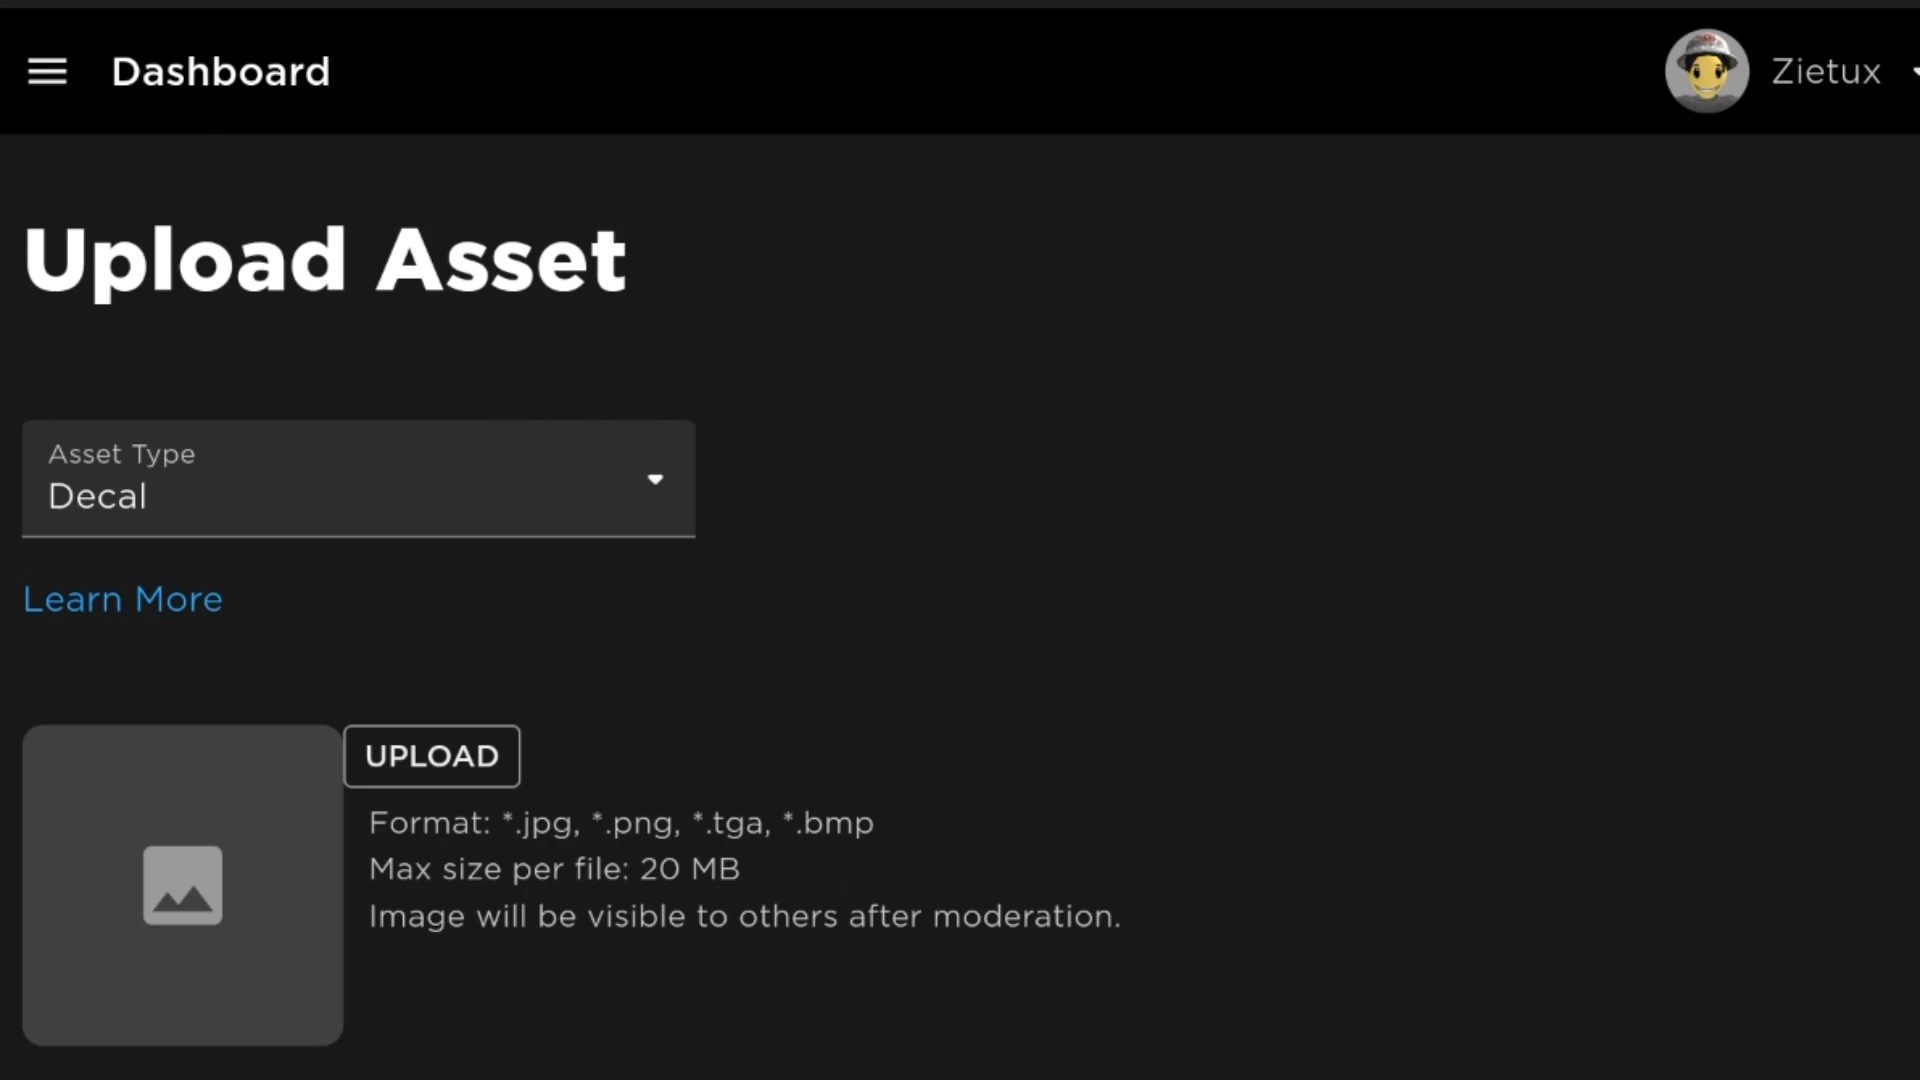 Dashboard
Zietux
Upload Asset
Asset Type
Decal
Learn More
UPLOAD
Format: *.jpg, *.png, *.tga, *.bmp
Max size per file: 20 MB
Image will be visible to others after moderation.